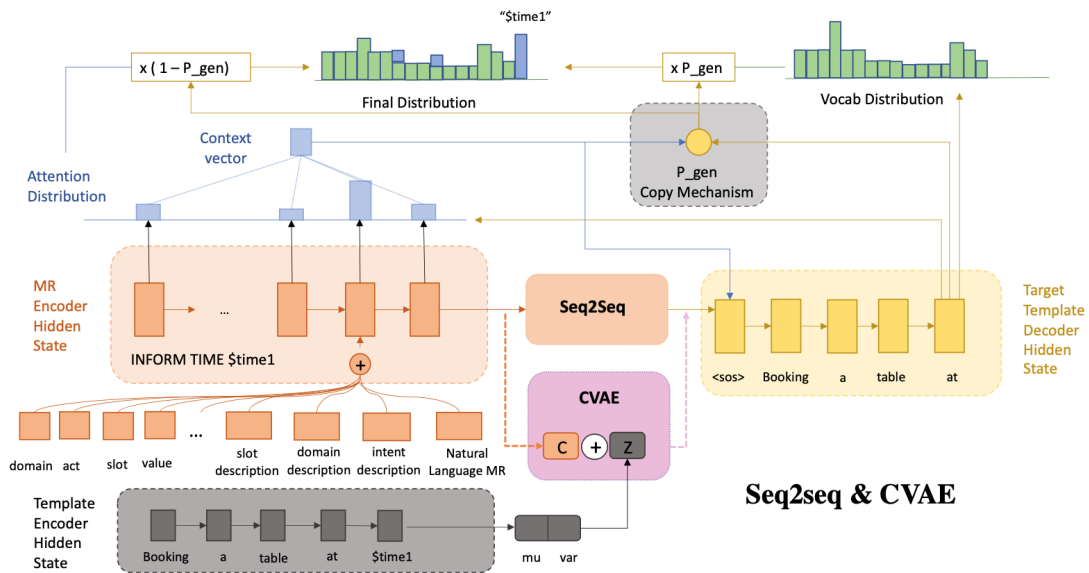 “$time1”
x ( 1 – P_gen)
x P_gen
Final Distribution
Vocab Distribution
Context
vector
P_gen
Copy Mechanism
Attention
Distribution
MR
Encoder
Hidden
State
...
INFORM TIME $time1
+
Seq2Seq
<sos>
Booking
a
table
at
Target
Template
Decoder
Hidden
State
CVAE
C
+
Z
...
domain
act
slot
value
slot
description
domain
description
intent
description
Natural
Language MR
Seq2seq & CVAE
Template
Encoder
Hidden
State
Booking
a
table
at
$time1
mu
var